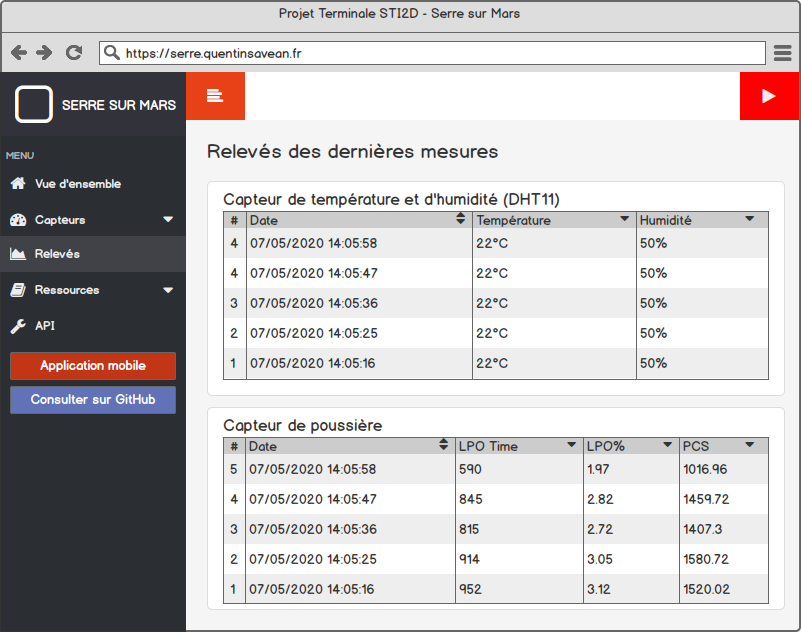 Projet Terminale STI2D - Serre sur Mars
https://serre.quentinsavean.fr
SERRE SUR MARS
MENU
Vue d'ensemble
Capteurs
Relevés
Ressources
API
Application mobile
Consulter sur GitHub
Relevés des dernières mesures
Capteur de température et d'humidité (DHT11)
# Date Température Humidité
4 07/05/2020 14:05:58 22°C 50%
4 07/05/2020 14:05:47 22°C 50%
3 07/05/2020 14:05:36 22°C 50%
2 07/05/2020 14:05:25 22°C 50%
1 07/05/2020 14:05:16 22°C 50%
Capteur de poussière
# Date LPO Time LPO% PCS
5 07/05/2020 14:05:58 590 1.97 1016.96
4 07/05/2020 14:05:47 845 2.82 1459.72
3 07/05/2020 14:05:36 815 2.72 1407.3
2 07/05/2020 14:05:25 914 3.05 1580.72
1 07/05/2020 14:05:16 952 3.12 1520.02